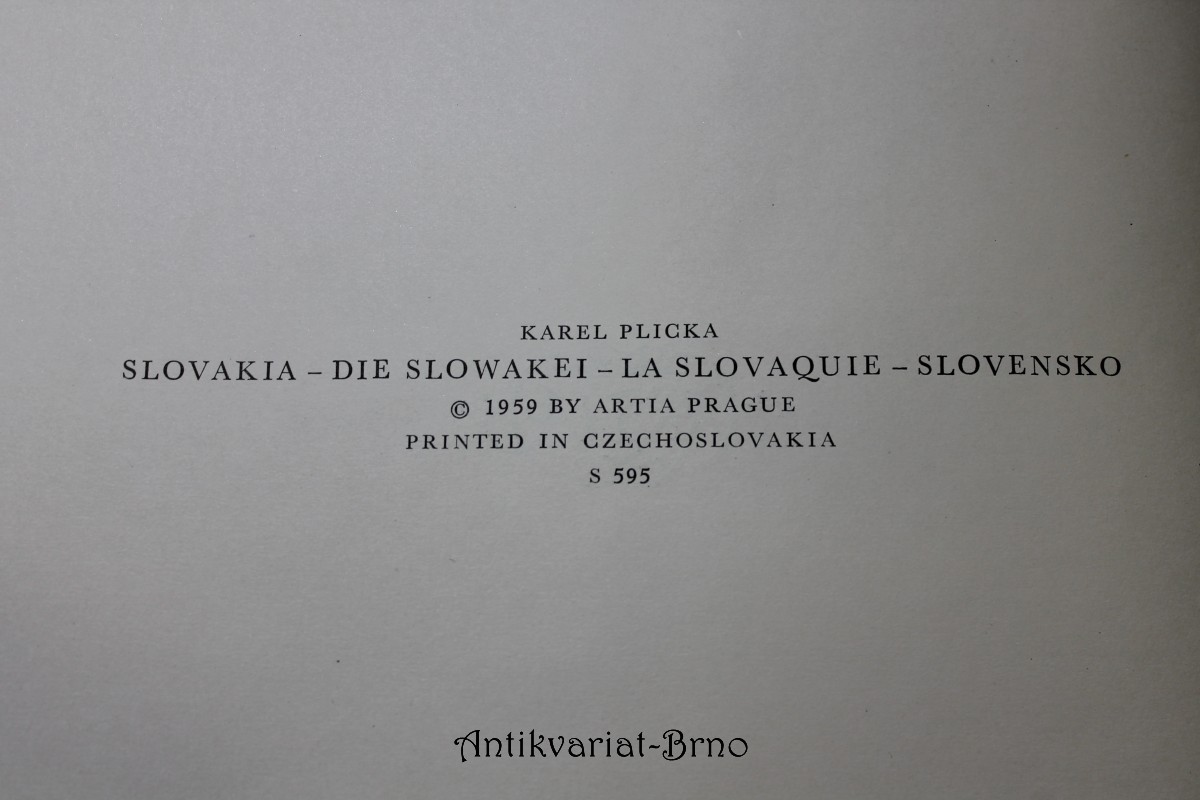 KAREL PLICKA
SLOVAKIA – DIE SLOWAKEI – LA SLOVAQUIE – SLOVENSKO
© 1959 BY ARTIA PRAGUE
PRINTED IN CZECHOSLOVAKIA
S 595
Antikvariat-Brno